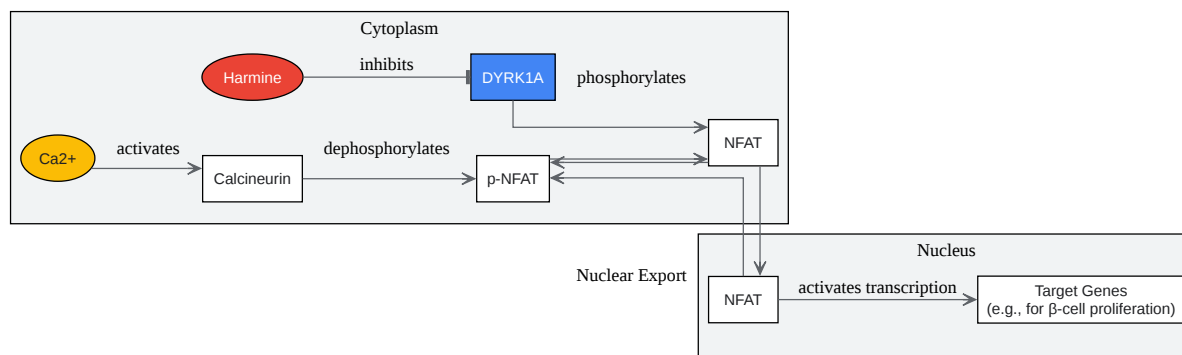 Cytoplasm
Harmine
inhibits
DYRK1A
phosphorylates
Ca2+
activates
Calcineurin
dephosphorylates
p-NFAT
NFAT
Nucleus
Nuclear Export
NFAT
activates transcription
Target Genes
(e.g., for β-cell proliferation)